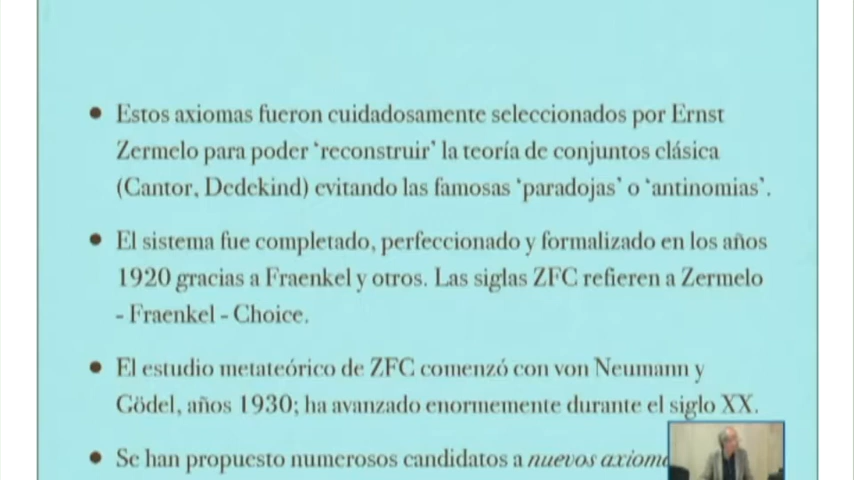 • Estos axiomas fueron cuidadosamente seleccionados por Ernst
Zermelo para poder ‘reconstruir’ la teoría de conjuntos clásica
(Cantor, Dedekind) evitando las famosas ‘paradojas’ o ‘antinomias’.
• El sistema fue completado, perfeccionado y formalizado en los años
1920 gracias a Fraenkel y otros. Las siglas ZFC refieren a Zermelo
- Fraenkel - Choice.
• El estudio metateórico de ZFC comenzó con von Neumann y
Gödel, años 1930; ha avanzado enormemente durante el siglo XX.
• Se han propuesto numerosos candidatos a nuevos